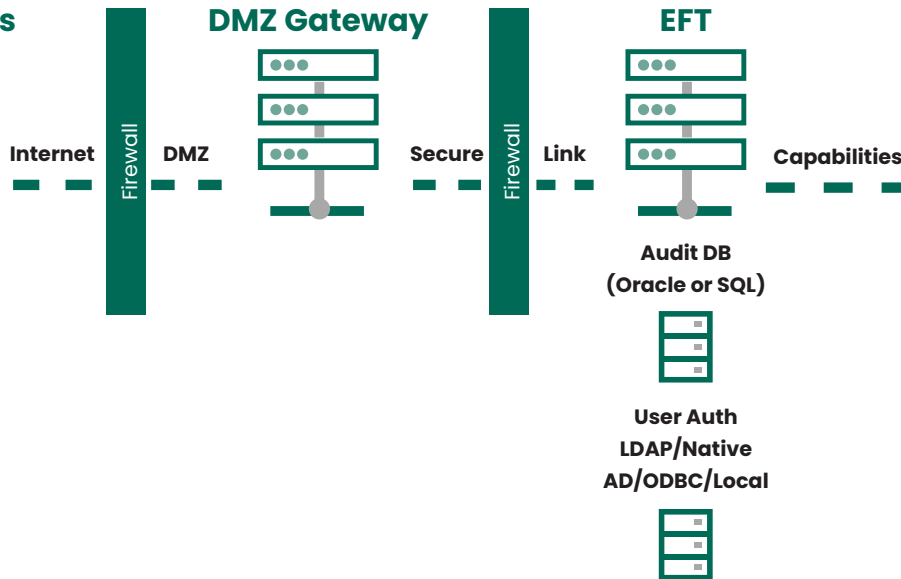 s
DMZ Gateway
EFT
Internet
Firewall
DMZ
Secure
Firewall
Link
Capabilities
Audit DB
(Oracle or SQL)
User Auth
LDAP/Native
AD/ODBC/Local